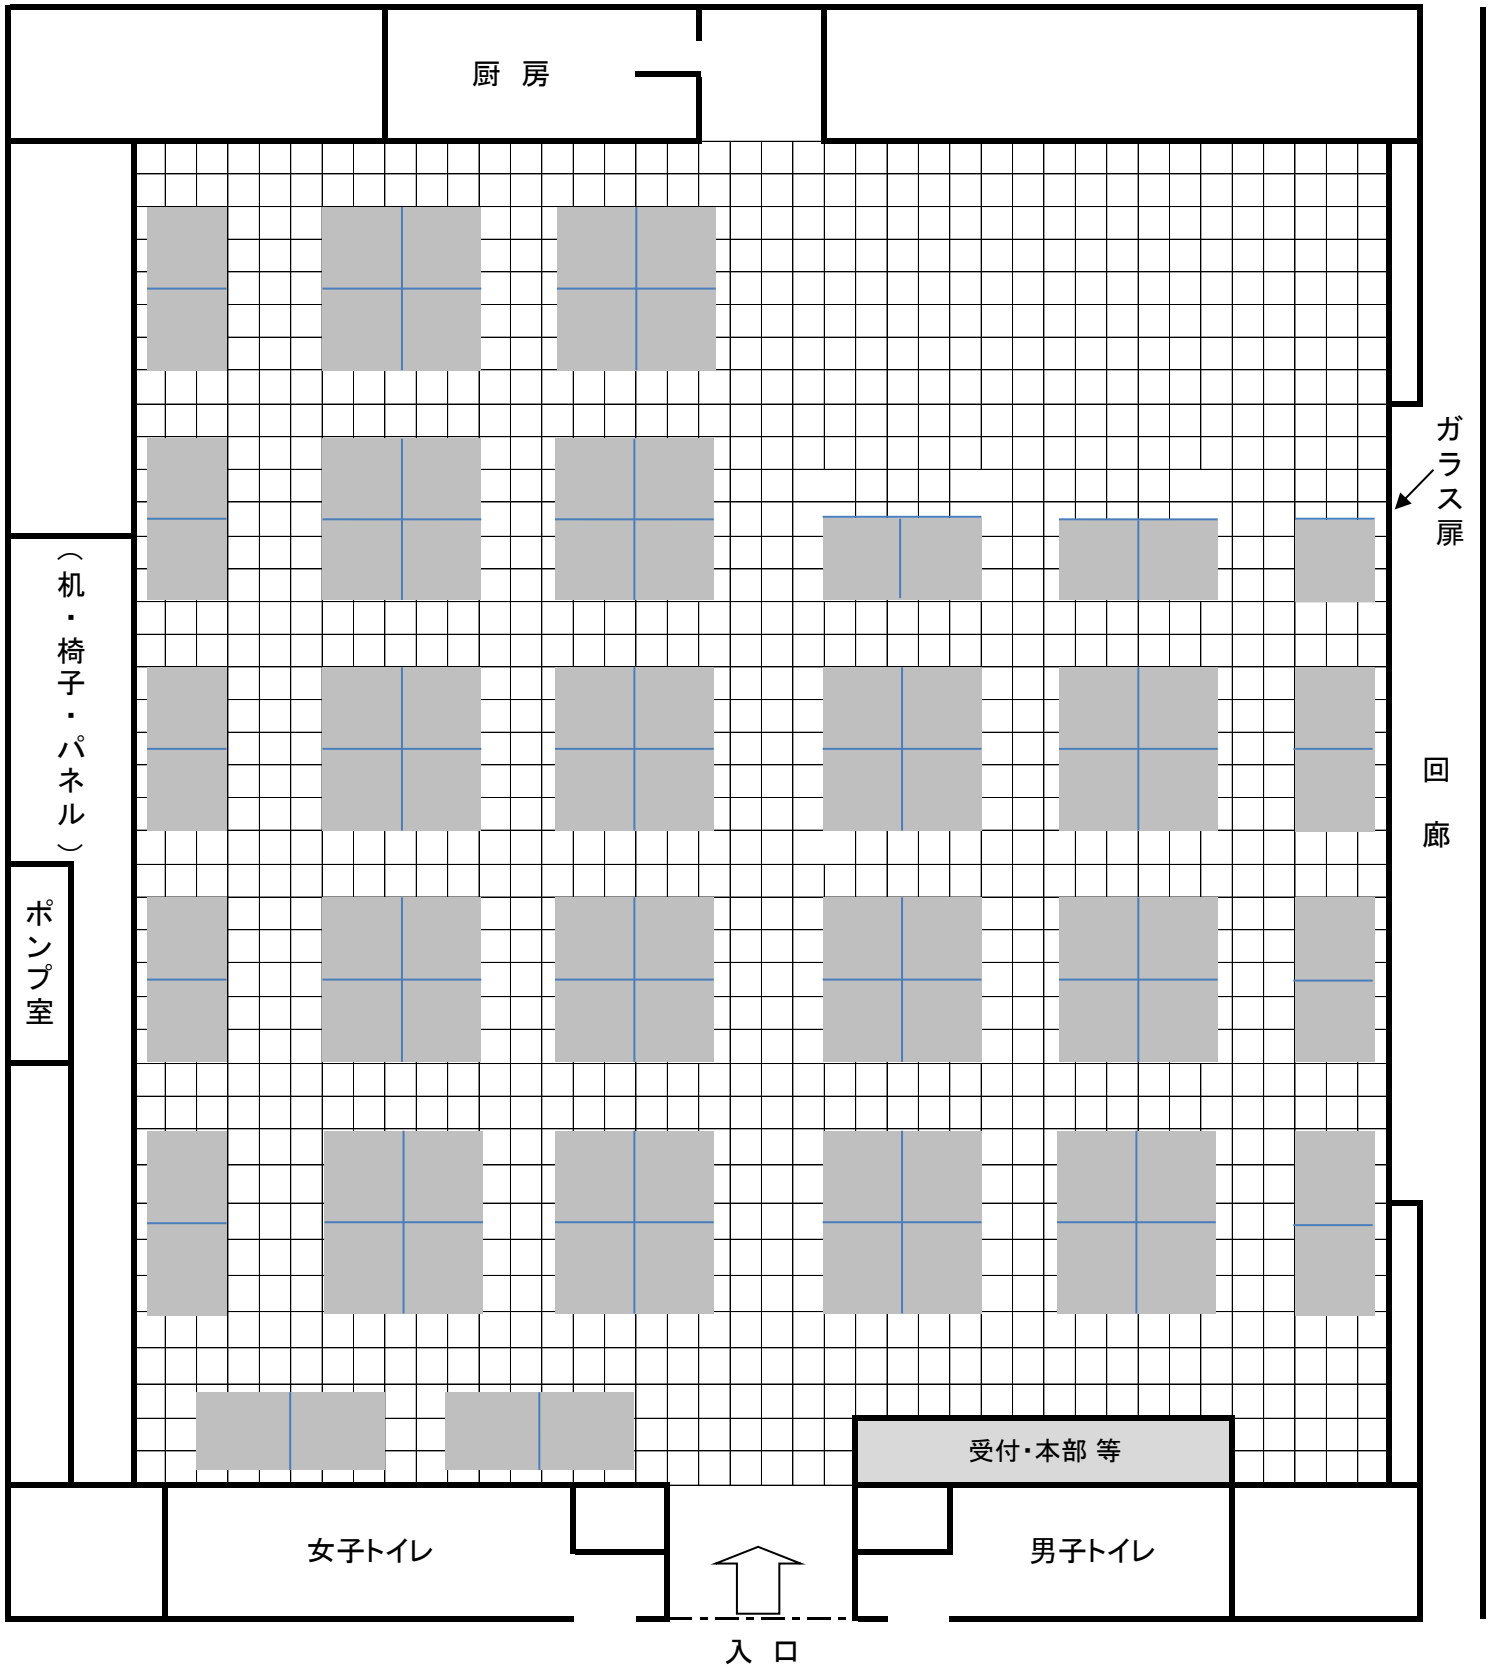 厨 房
ガラス扉
(机・椅子・パネル)
回 廊
ポンプ室
受付・本部 等
女子トイレ
男子トイレ
入 口